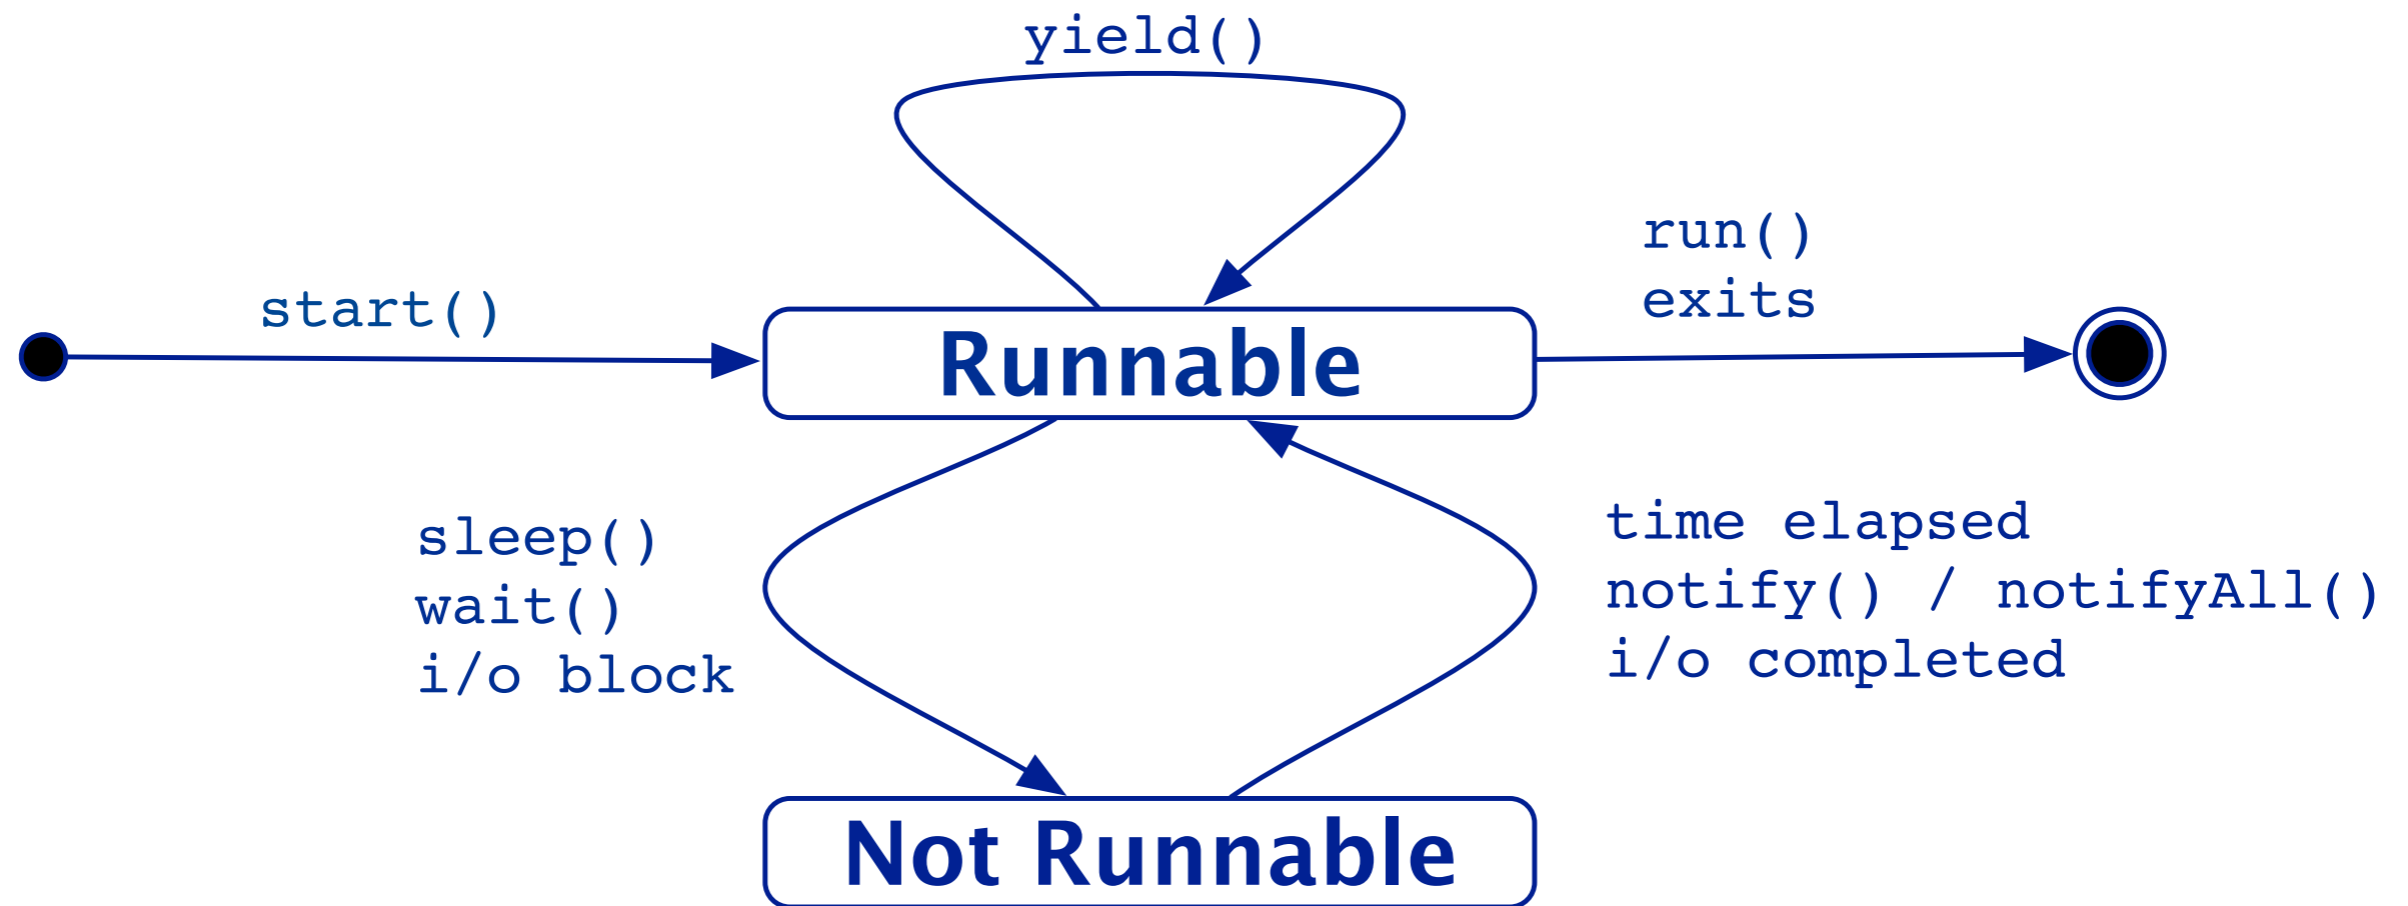 yield()
start()
run()
exits
Runnable
sleep()
wait()
i/o block
time elapsed
notify() / notifyAll()
i/o completed
Not Runnable